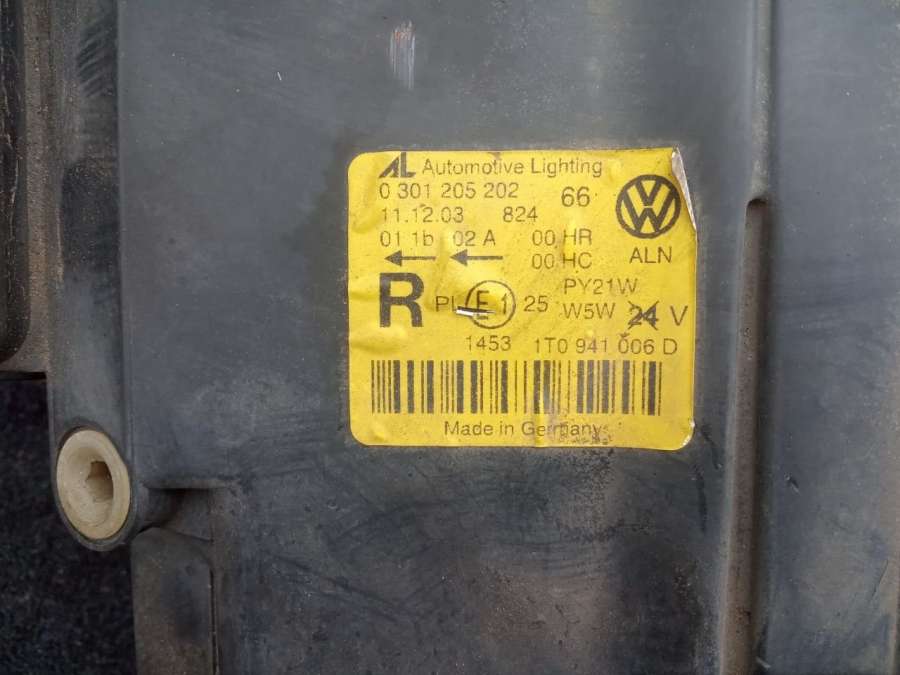 AL Automotive Lighting
0 301 205 202 66
11.12.03 824
01 1b 02 A 00 HR
00 HC
VW
ALN
R PL E 1 25
PY21W
W5W 24 V
1453 1T0 941 006 D
Made in Germany